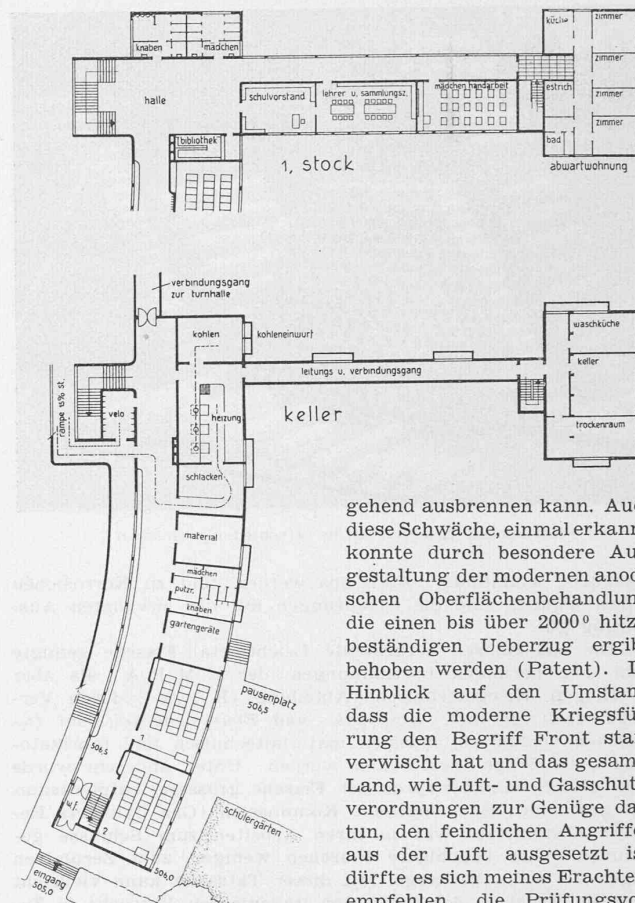 knaben
mädchen
küche
zimmer
zimmer
halle
schulvorstand
lehrer u. sammlungsz.
mädchen handarbeit
estrich
zimmer
zimmer
bibliothek
bad
1, stock
abwartwohnung
verbindungsgang
zur turnhalle
kohlen
kohleneinwurf
waschküche
leitungs u. verbindungsgang
keller
rampe 15% st.
velo
heizung
keller
trockenraum
schlacken
material
mädchen
putzr.
knaben
gartengeräte
pausenplatz
506,5
506,5
schülergärten
w.f.
?
eingang
505,0
506,0
gehend ausbrennen kann. Auc
diese Schwäche, einmal erkann
konnte durch besondere Au
gestaltung der modernen anod
schen Oberflächenbehandlun
die einen bis über 2000⁰ hitz
beständigen Ueberzug ergib
behoben werden (Patent). I
Hinblick auf den Umstan
dass die moderne Kriegsfü
rung den Begriff Front star
verwischt hat und das gesam
Land, wie Luft- und Gasschut
verordnungen zur Genüge da
tun, den feindlichen Angriffe
aus der Luft ausgesetzt is
dürfte es sich meines Erachte
empfehlen, die Prüfungsvo